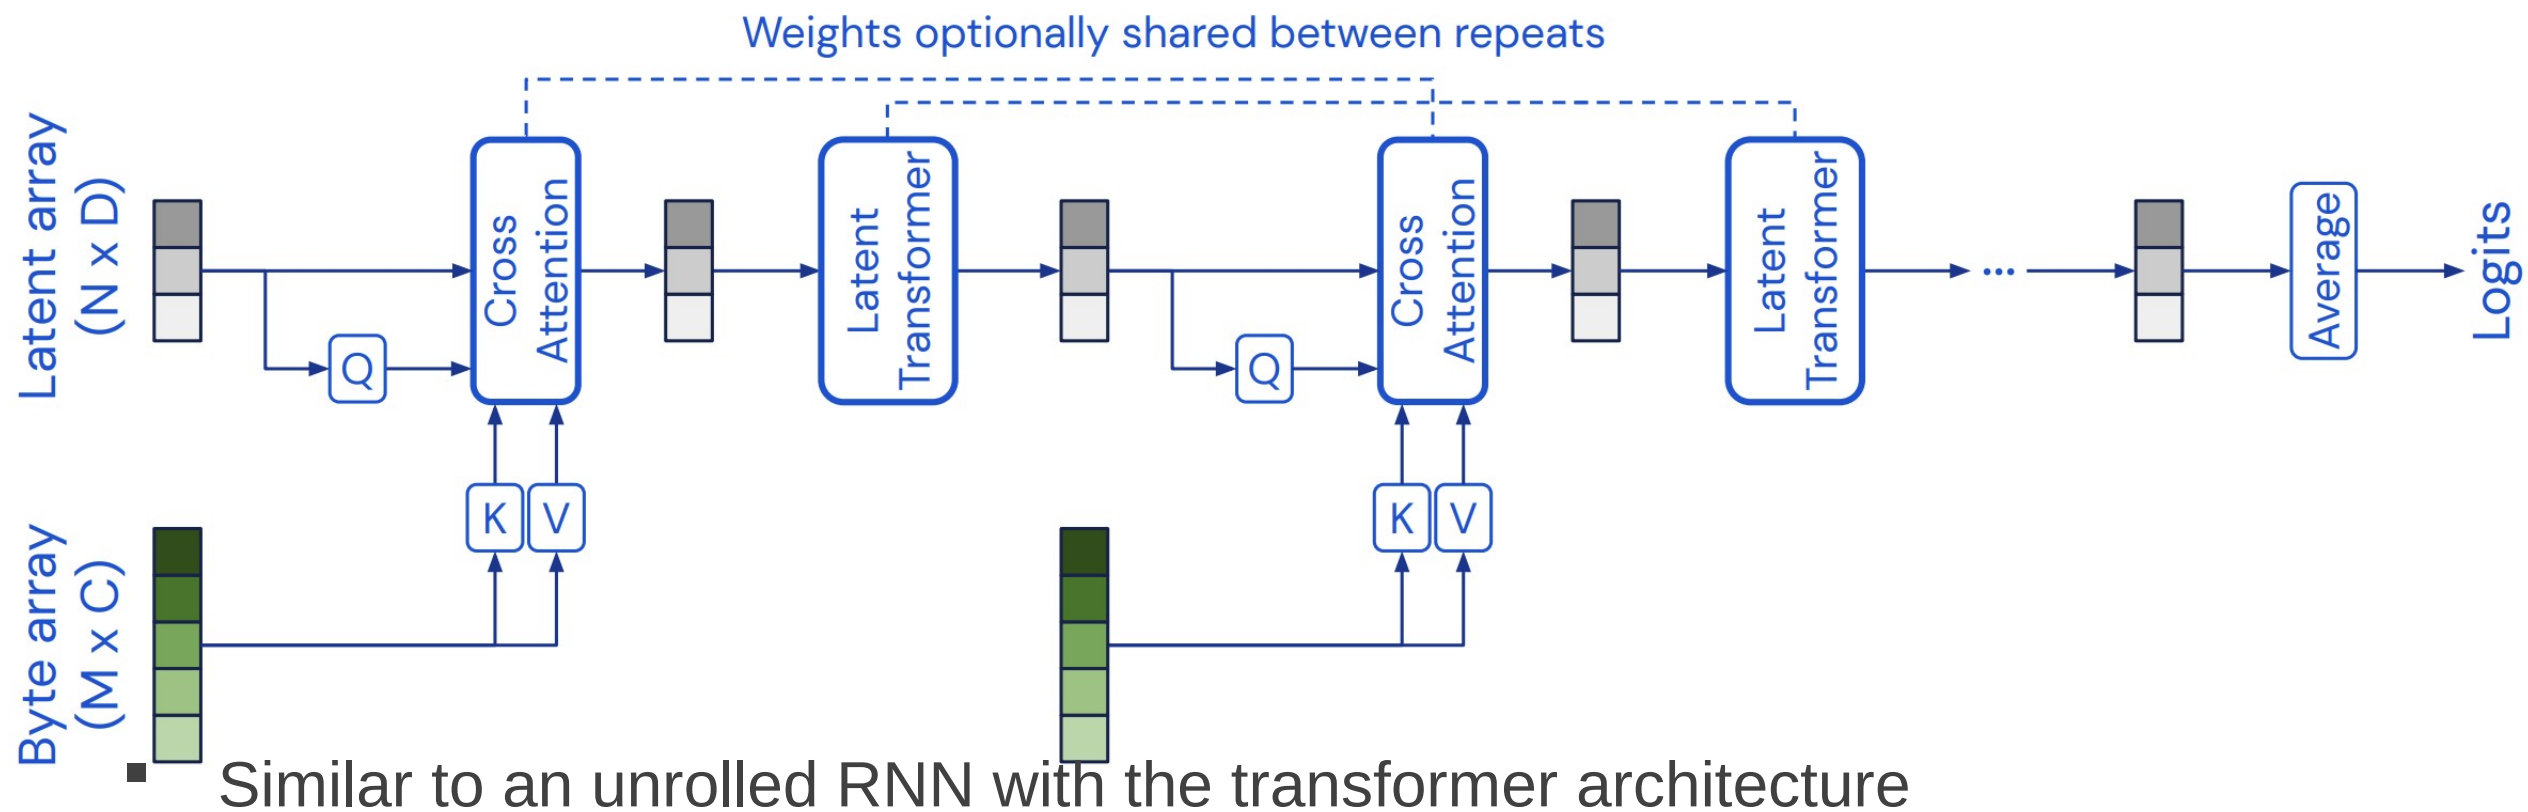 Weights optionally shared between repeats
Latent array
(N x D)
Cross
Attention
Latent
Transformer
Cross
Attention
Latent
Transformer
...
Average
Logits
Q
Q
K
V
K
V
Byte array
(M x C)
▪ Similar to an unrolled RNN with the transformer architecture